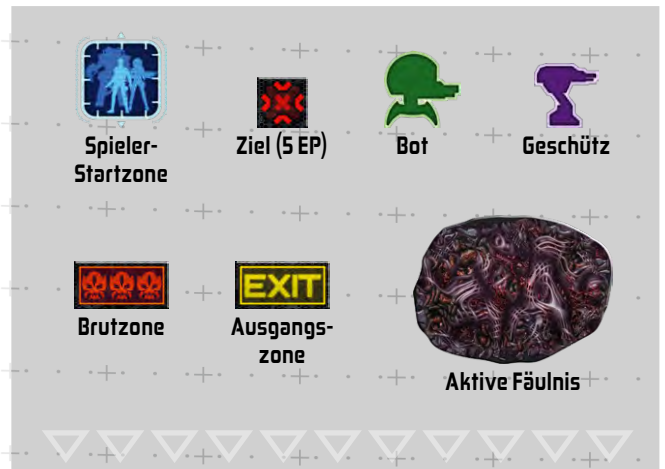 Spieler-
Startzone
Ziel (5 EP)
Bot
Geschütz
Brutzone
EXIT
Ausgangs-
zone
Aktive Fäulnis